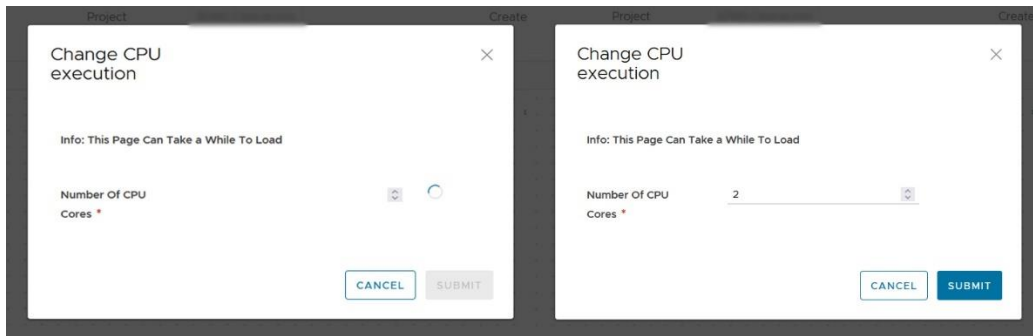 Project Create
Change CPU
execution
Info: This Page Can Take a While To Load
Number Of CPU
Cores *
CANCEL SUBMIT
Project Create
Change CPU
execution
Info: This Page Can Take a While To Load
Number Of CPU 2
Cores *
CANCEL SUBMIT